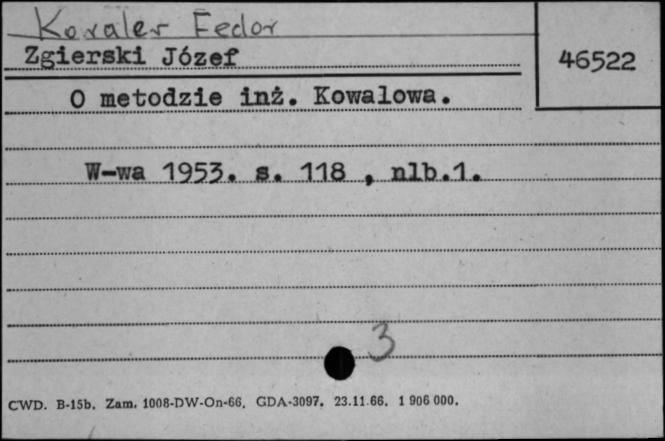 Kovalev Fedor
Zgierski Józef
46522
O metodzie inż. Kowalowa.
W-wa 1953. s. 118 , nlb.1.
3
CWD. B-15b. Zam. 1008-DW-On-66. GDA-3097. 23.11.66. 1 906 000.